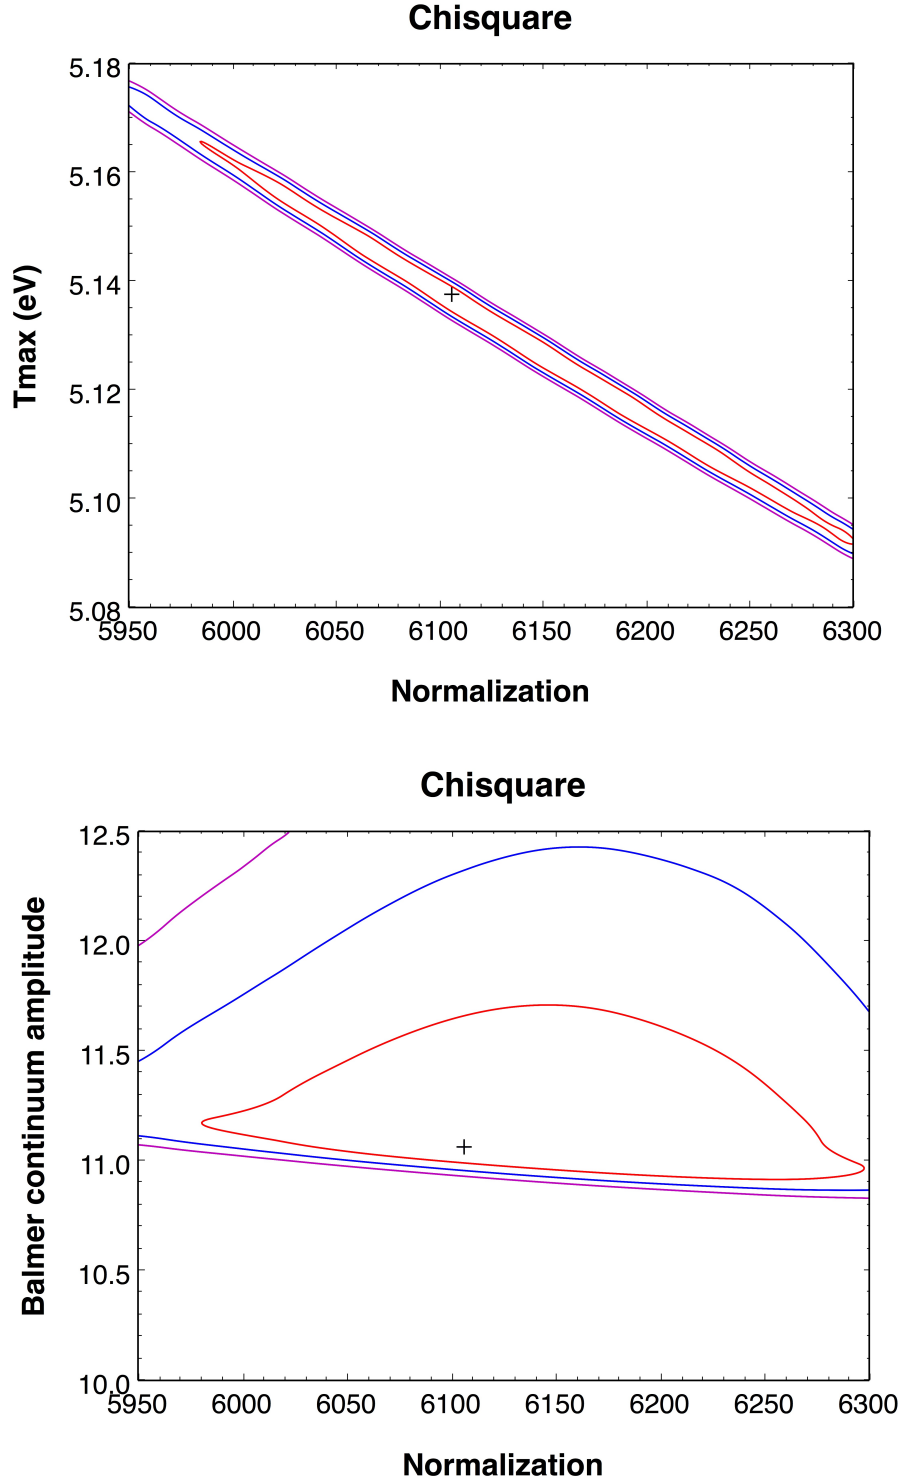 Chisquare
5.18
5.16
5.14
5.12
5.10
5.08
Tmax (eV)
5950 6000 6050 6100 6150 6200 6250 6300
Normalization
Chisquare
12.5
12.0
11.5
11.0
10.5
10.0
Balmer continuum amplitude
5950 6000 6050 6100 6150 6200 6250 6300
Normalization